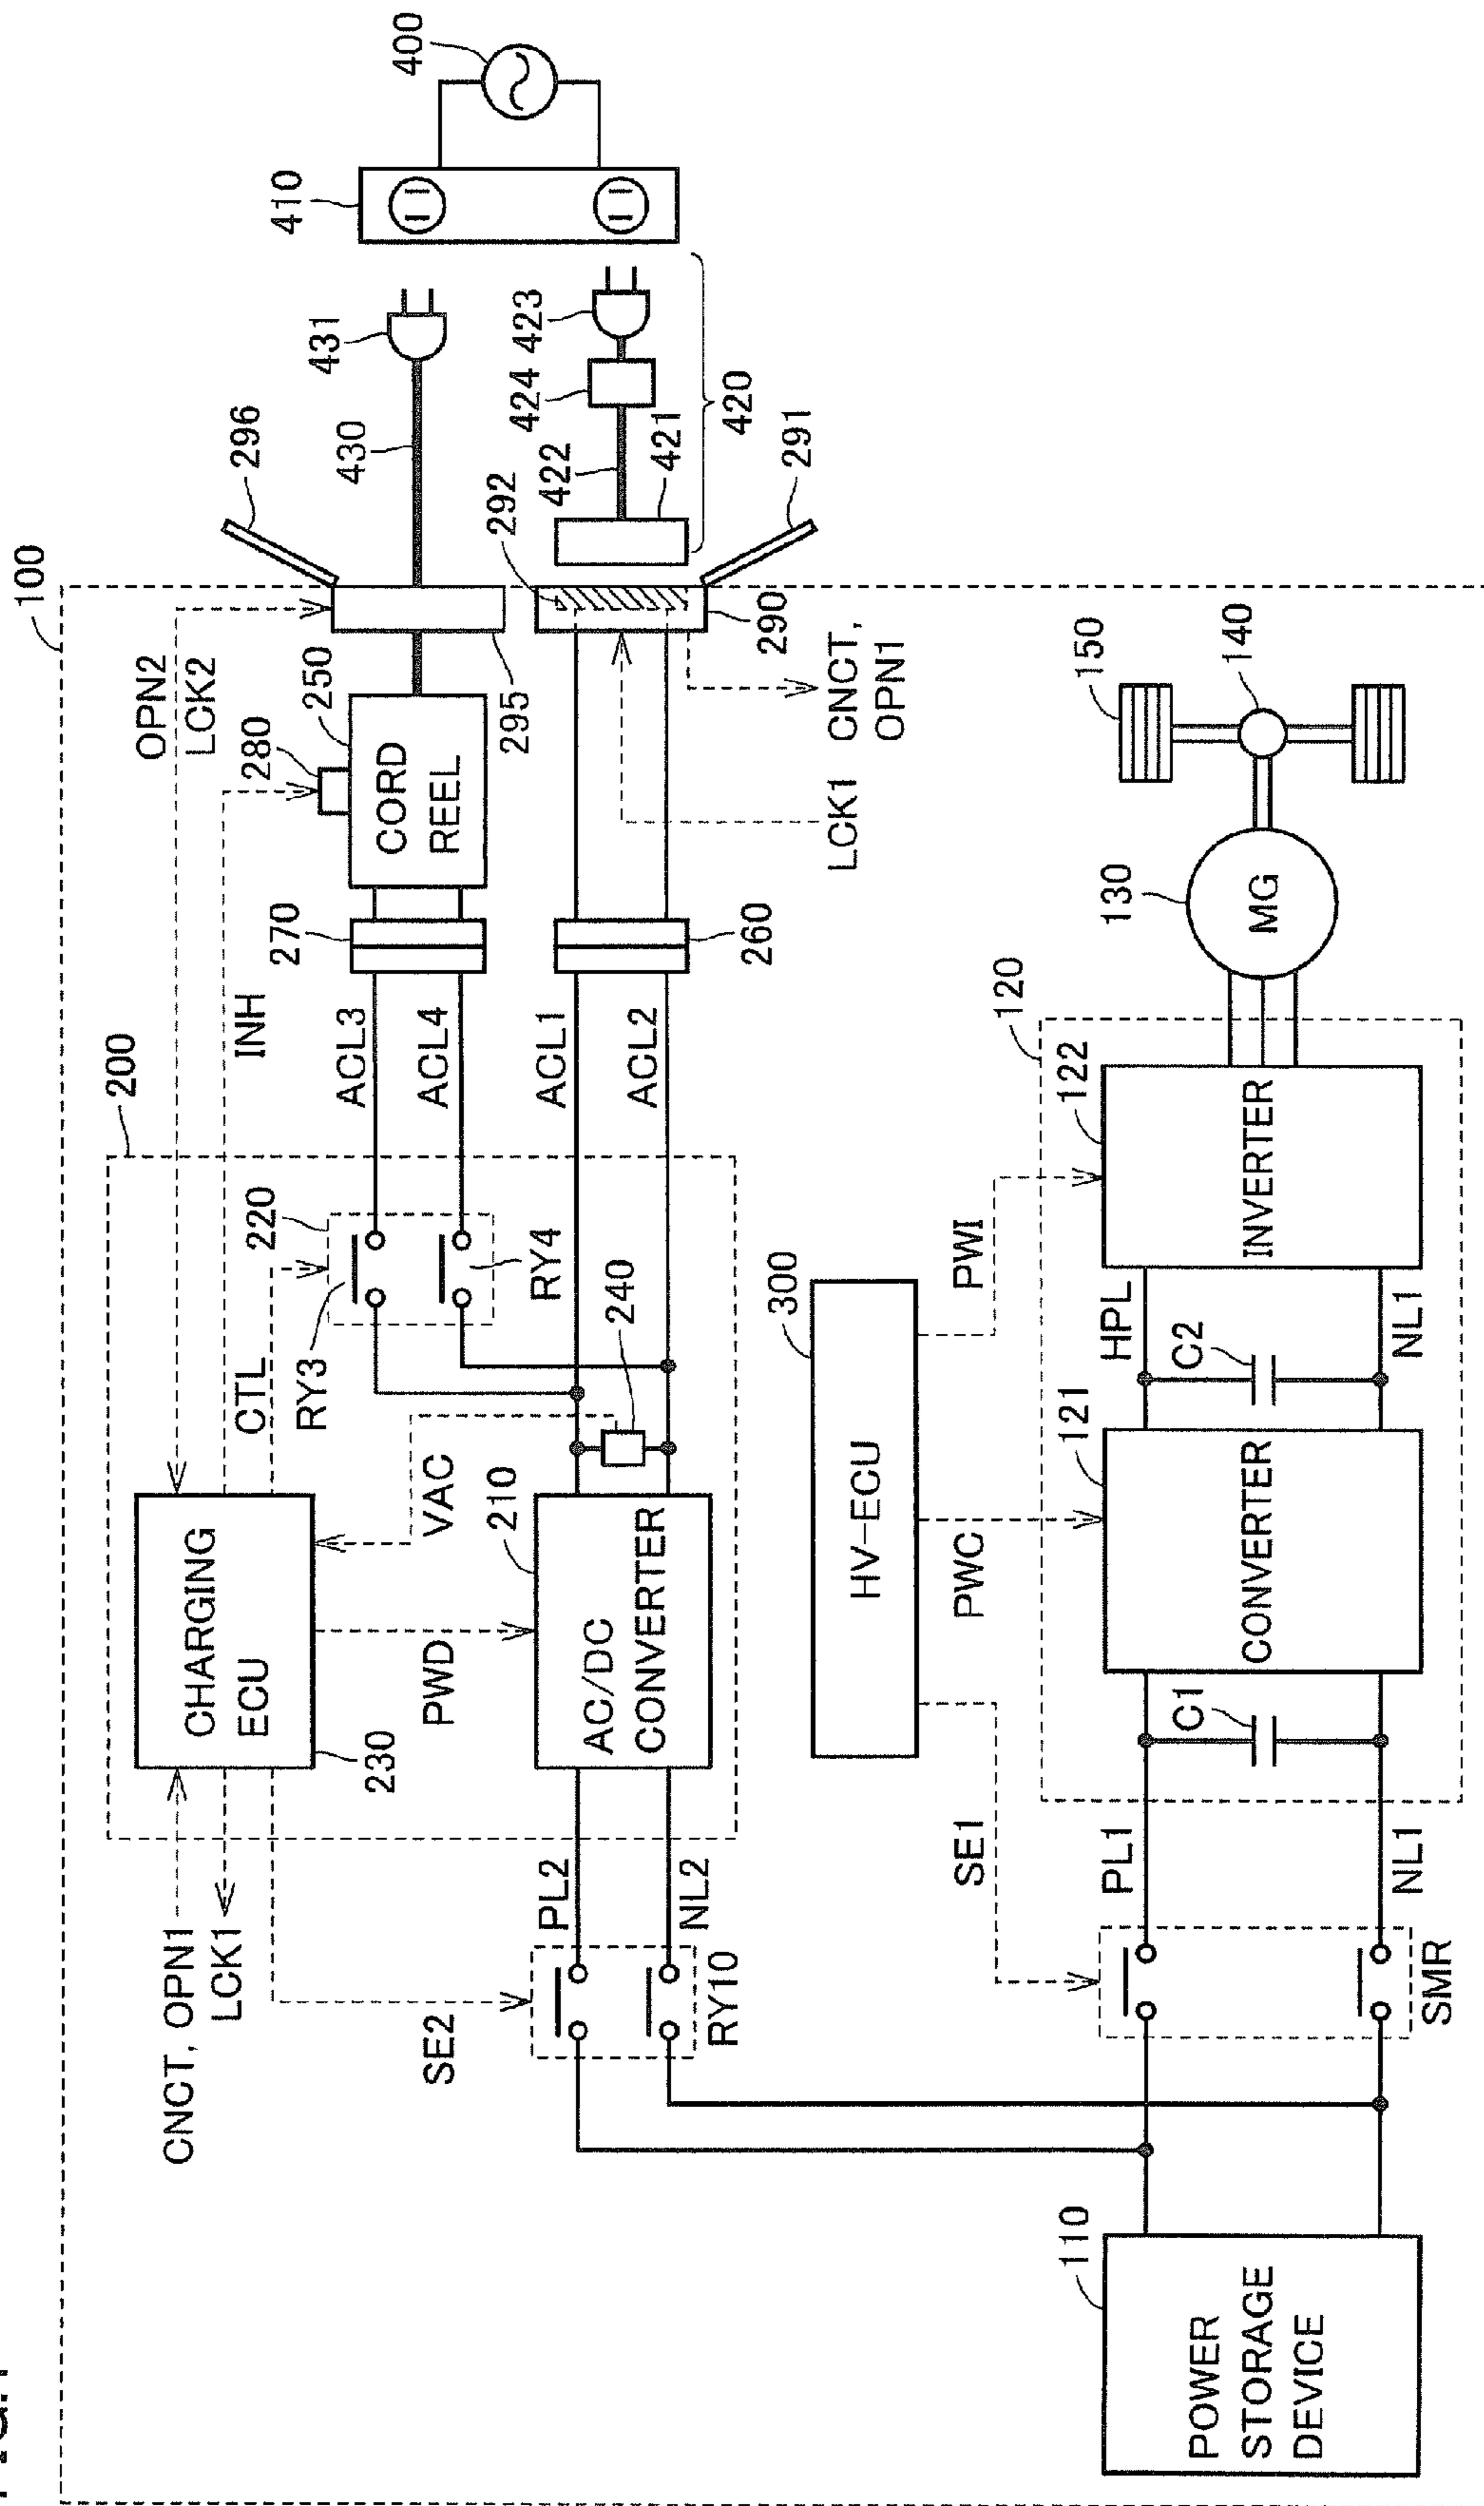 100
200
CNCT, OPN1
LCK1
CHARGING
ECU
230
CTL
INH
OPN2
LCK2
280
250
CORD
REEL
295
296
430
431
410
400
220
RY3
RY4
ACL3
ACL4
270
VAC
PWD
SE2
PL2
NL2
RY10
210
AC/DC
CONVERTER
240
ACL1
ACL2
260
292
290
291
422
421
424
423
420
LCK1
CNCT,
OPN1
300
HV-ECU
SE1
PWC
PWI
110
POWER
STORAGE
DEVICE
SMR
PL1
NL1
C1
121
CONVERTER
HPL
C2
NL1
120
122
INVERTER
130
MG
140
150